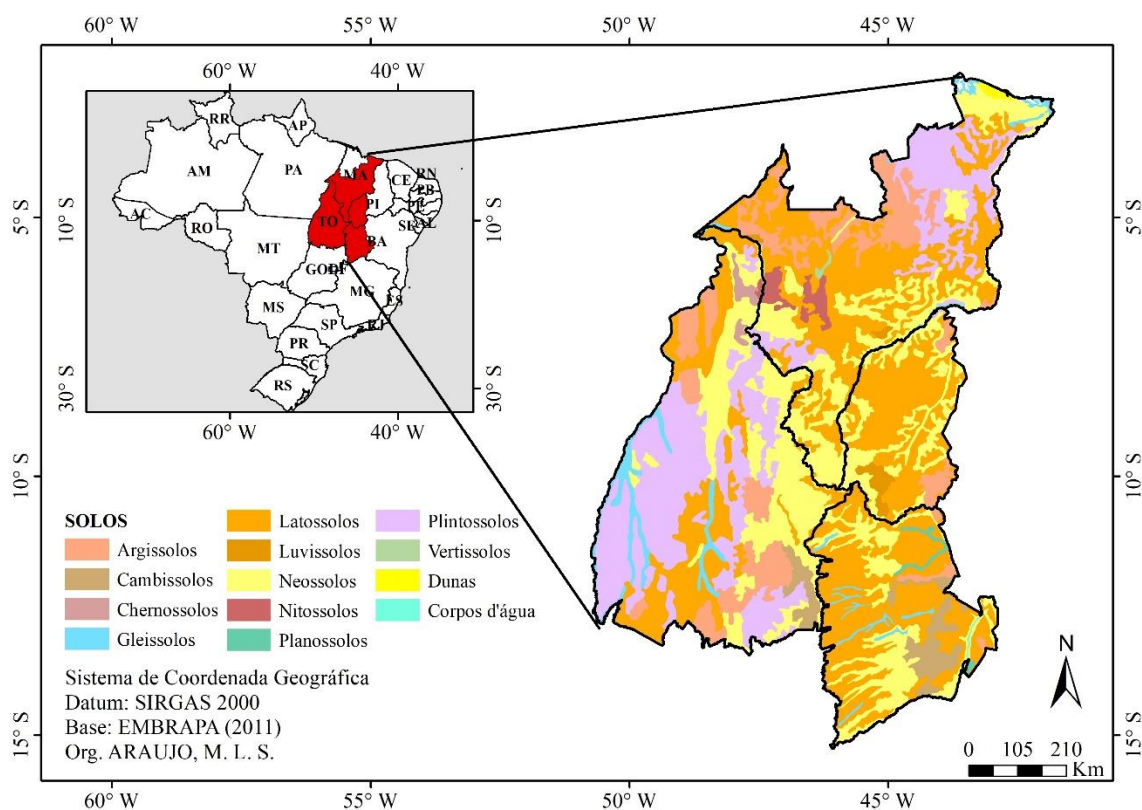 60° W
55° W
50° W
45° W
60° W
40° W
RR
AP
AM
PA
MA
CE
RN
PB
PE
AL
SE
PI
AC
RO
TO
BA
MT
GO
DF
MG
ES
MS
SP
RJ
PR
SC
RS
10° S
30° S
10° S
30° S
60° W
40° W
5° S
10° S
15° S
5° S
10° S
15° S
SOLOS
Argissolos
Cambissolos
Chernossolos
Gleissolos
Latossolos
Luvissolos
Neossolos
Nitossolos
Planossolos
Plintossolos
Vertissolos
Dunas
Corpos d'água
Sistema de Coordenada Geográfica
Datum: SIRGAS 2000
Base: EMBRAPA (2011)
Org. ARAUJO, M. L. S.
N
0 105 210
Km
60° W
55° W
50° W
45° W